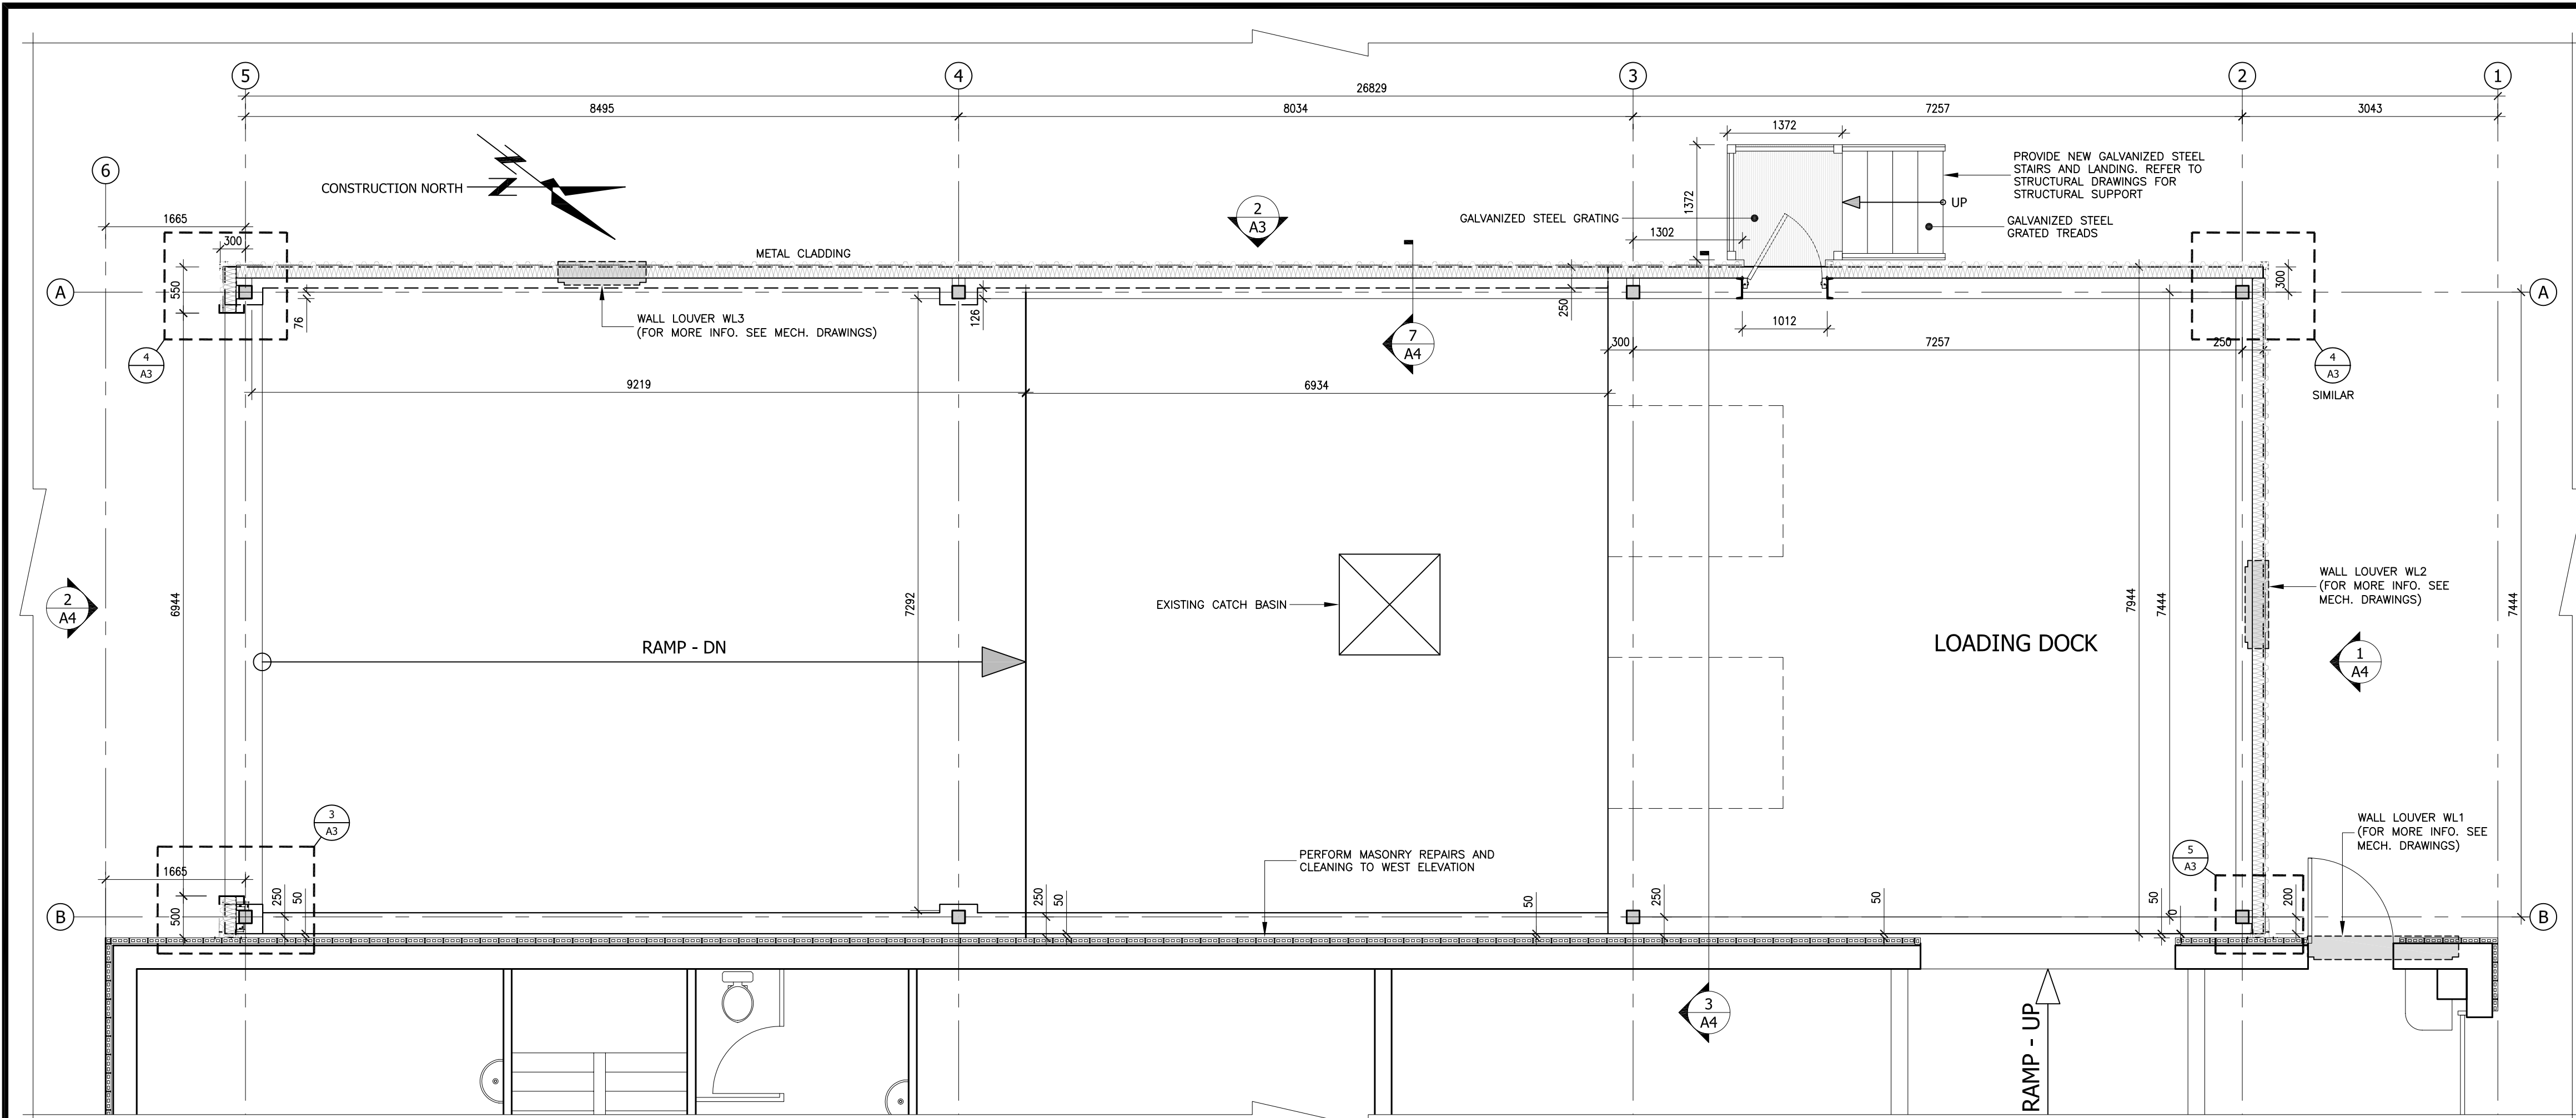 5
4
3
2
1
26829
8495
8034
7257
3043
6
1665
300
CONSTRUCTION NORTH
2
A3
METAL CLADDING
1372
1372
GALVANIZED STEEL GRATING
1302
UP
PROVIDE NEW GALVANIZED STEEL
STAIRS AND LANDING. REFER TO
STRUCTURAL DRAWINGS FOR
STRUCTURAL SUPPORT
GALVANIZED STEEL
GRATED TREADS
A
550
76
WALL LOUVER WL3
(FOR MORE INFO. SEE MECH. DRAWINGS)
126
7
A4
250
300
1012
7257
250
300
A
4
A3
4
A3
SIMILAR
9219
6934
2
A4
6944
7292
EXISTING CATCH BASIN
RAMP - DN
LOADING DOCK
7944
7444
WALL LOUVER WL2
(FOR MORE INFO. SEE
MECH. DRAWINGS)
7444
1
A4
3
A3
1665
PERFORM MASONRY REPAIRS AND
CLEANING TO WEST ELEVATION
WALL LOUVER WL1
(FOR MORE INFO. SEE
MECH. DRAWINGS)
5
A3
B
500
250
50
250
50
50
250
50
50
70
200
B
3
A4
RAMP - UP